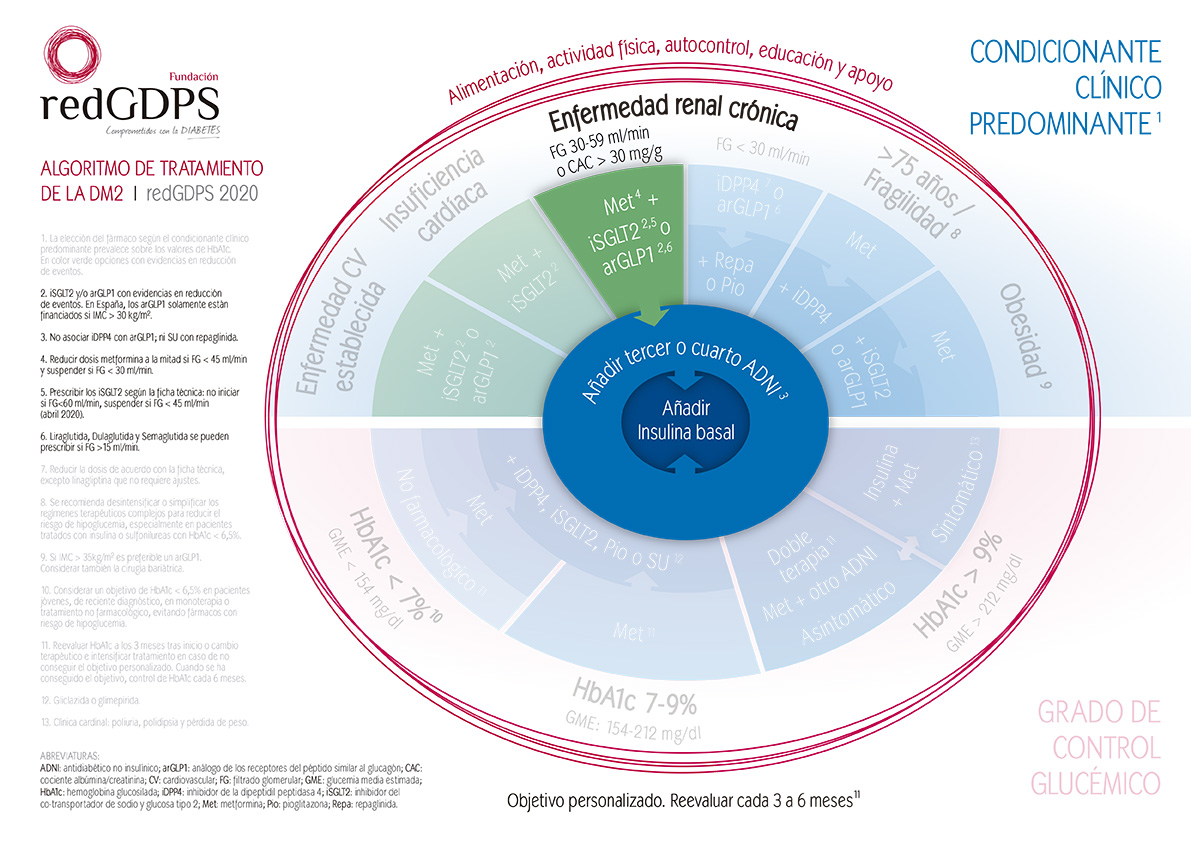 Fundación
redGDPS
Comprometidos con la DIABETES
ALGORITMO DE TRATAMIENTO
DE LA DM2 | redGDPS 2020
1. La elección del fármaco según el condicionante clínico
predominante prevalece sobre los valores de HbA1c.
En color verde opciones con evidencias en reducción
de eventos.
2. iSGLT2 y/o arGLP1 con evidencias en reducción
de eventos. En España, los arGLP1 solamente están
financiados si IMC > 30 kg/m².
3. No asociar iDPP4 con arGLP1; ni SU con repaglinida.
4. Reducir dosis metformina a la mitad si FG < 45 ml/min
y suspender si FG < 30 ml/min.
5. Prescribir los iSGLT2 según la ficha técnica: no iniciar
si FG<60 ml/min, suspender si FG < 45 ml/min
(abril 2020).
6. Liraglutida, Dulaglutida y Semaglutida se pueden
prescribir si FG >15 ml/min.
7. Reducir la dosis de acuerdo con la ficha técnica,
excepto linagliptina que no requiere ajustes.
8. Se recomienda desintensificar o simplificar los
regímenes terapéuticos complejos para reducir el
riesgo de hipoglucemia, especialmente en pacientes
tratados con insulina o sulfonilureas con HbA1c < 6,5%.
9. Si IMC > 35kg/m² es preferible un arGLP1.
Considerar también la cirugía bariátrica.
10. Considerar un objetivo de HbA1c < 6,5% en pacientes
jóvenes, de reciente diagnóstico, en monoterapia o
tratamiento no farmacológico, evitando fármacos con
riesgo de hipoglucemia.
11. Reevaluar HbA1c a los 3 meses tras inicio o cambio
terapéutico e intensificar tratamiento en caso de no
conseguir el objetivo personalizado. Cuando se ha
conseguido el objetivo, control de HbA1c cada 6 meses.
12. Gliclazida o glimepirida.
13. Clínica cardinal: poliuria, polidipsia y pérdida de peso.
ABREVIATURAS:
ADNI: antidiabético no insulínico; arGLP1: análogo de los receptores del péptido similar al glucagón; CAC:
cociente albúmina/creatinina; CV: cardiovascular; FG: filtrado glomerular; GME: glucemia media estimada;
HbA1c: hemoglobina glucosilada; iDPP4: inhibidor de la dipeptidil peptidasa 4; iSGLT2: inhibidor del
co-transportador de sodio y glucosa tipo 2; Met: metformina; Pio: pioglitazona; Repa: repaglinida.
Alimentación, actividad física, autocontrol, educación y apoyo
CONDICIONANTE
CLÍNICO
PREDOMINANTE 1
Enfermedad CV
establecida
Met +
iSGLT2 2 o
arGLP1 2
Insuficiencia
cardíaca
Met +
iSGLT2 2
Enfermedad renal crónica
FG 30-59 ml/min
o CAC > 30 mg/g
Met 4 +
iSGLT2 2,5 o
arGLP1 2,6
FG < 30 ml/min
iDPP4 7 o
arGLP1 6
+ Repa
o Pio
>75 años /
Fragilidad 8
Met
+ iDPP4
Obesidad 9
Met
+ iSGLT2
o arGLP1
Añadir tercer o cuarto ADNI 3
Añadir
Insulina basal
HbA1c < 7% 10
GME < 154 mg/dl
No farmacológico 11
Met
+ iDPP4, iSGLT2, Pio o SU 12
Met 11
HbA1c 7-9%
GME: 154-212 mg/dl
HbA1c > 9%
GME > 212 mg/dl
Doble
terapia 11
Met + otro ADNI
Asintomático
Insulina
+ Met
Sintomático 13
GRADO DE
CONTROL
GLUCÉMICO
Objetivo personalizado. Reevaluar cada 3 a 6 meses 11